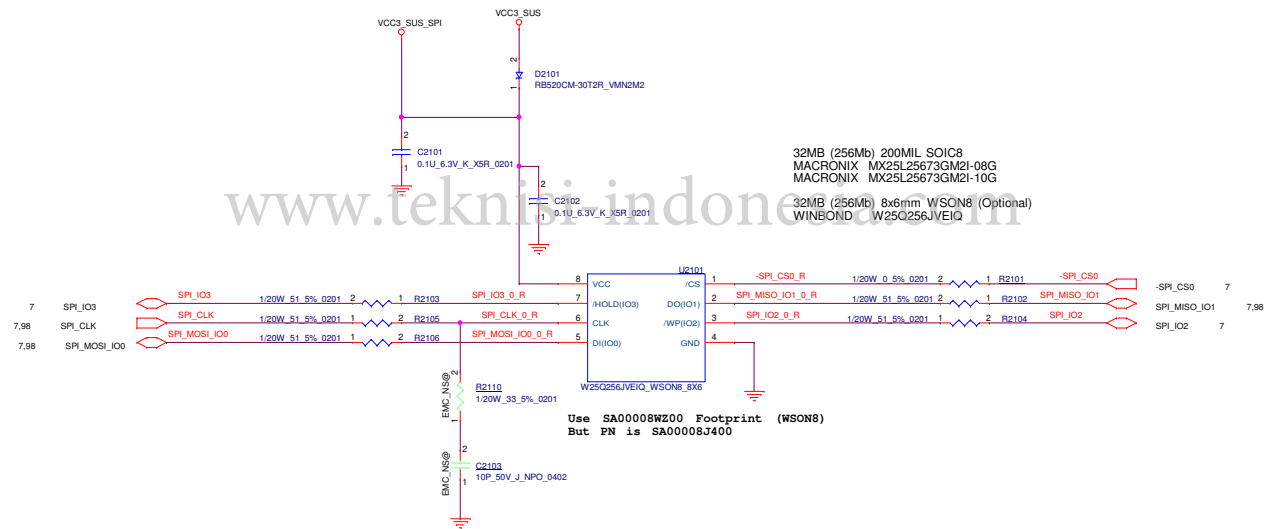 VCC3_SUS_SPI
VCC3_SUS
2
D2101
RB520CM-30T2R_VMN2M2
1
2
C2101
0.1U_6.3V_K_X5R_0201
1
32MB (256Mb) 200MIL SOIC8
MACRONIX MX25L25673GM2I-08G
MACRONIX MX25L25673GM2I-10G
32MB (256Mb) 8x6mm WSON8 (Optional)
WINBOND W25Q256JVEIQ
www.teknisi-indonesia.com
2
C2102
0.1U_6.3V_K_X5R_0201
1
U2101
8 VCC /CS 1 -SPI_CS0_R 1/20W_0_5%_0201 2 1 R2101 -SPI_CS0 -SPI_CS0 7
7 SPI_IO3 SPI_IO3 1/20W_51_5%_0201 2 1 R2103 SPI_IO3_0_R 7 /HOLD(IO3) DO(IO1) 2 SPI_MISO_IO1_0_R 1/20W_51_5%_0201 2 1 R2102 SPI_MISO_IO1 SPI_MISO_IO1 7,98
7,98 SPI_CLK SPI_CLK 1/20W_51_5%_0201 1 2 R2105 SPI_CLK_0_R 6 CLK /WP(IO2) 3 SPI_IO2_0_R 1/20W_51_5%_0201 1 2 R2104 SPI_IO2 SPI_IO2 7
7,98 SPI_MOSI_IO0 SPI_MOSI_IO0 1/20W_51_5%_0201 1 2 R2106 SPI_MOSI_IO0_0_R 5 DI(IO0) GND 4
W25Q256JVEIQ_WSON8_8X6
EMC_NS@
2
R2110
1/20W_33_5%_0201
1
Use SA00008WZ00 Footprint (WSON8)
But PN is SA00008J400
EMC_NS@
2
C2103
10P_50V_J_NPO_0402
1